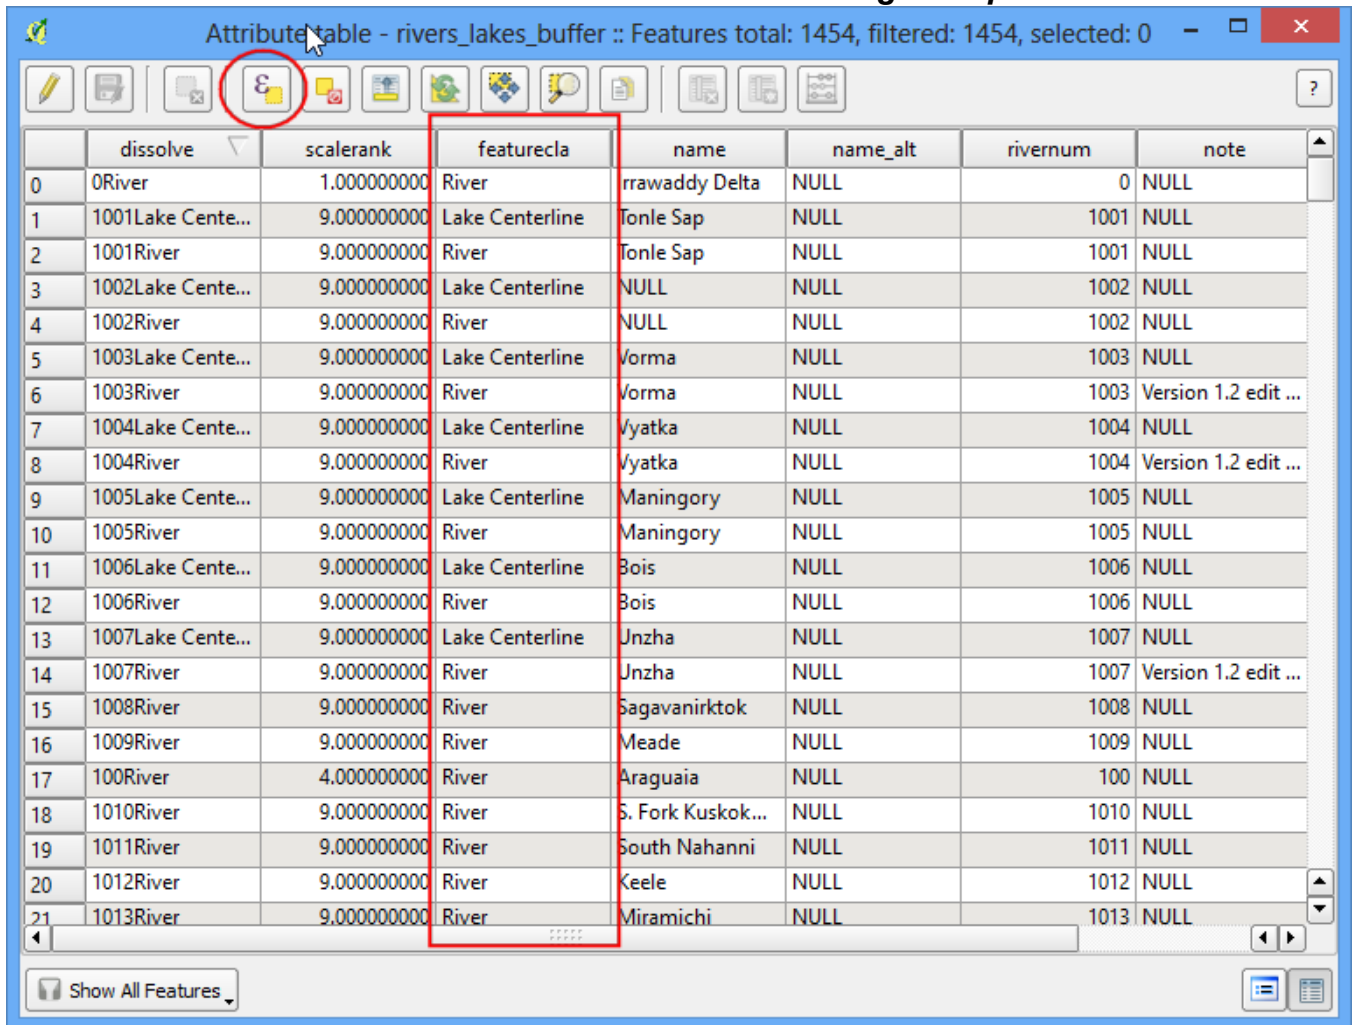 Attribute table - rivers_lakes_buffer :: Features total: 1454, filtered: 1454, selected: 0
ε
?
dissolve scalerank featurecla name name_alt rivernum note
0 0River 1.000000000 River Irrawaddy Delta NULL 0 NULL
1 1001Lake Cente... 9.000000000 Lake Centerline Tonle Sap NULL 1001 NULL
2 1001River 9.000000000 River Tonle Sap NULL 1001 NULL
3 1002Lake Cente... 9.000000000 Lake Centerline NULL NULL 1002 NULL
4 1002River 9.000000000 River NULL NULL 1002 NULL
5 1003Lake Cente... 9.000000000 Lake Centerline Vorma NULL 1003 NULL
6 1003River 9.000000000 River Vorma NULL 1003 Version 1.2 edit ...
7 1004Lake Cente... 9.000000000 Lake Centerline Vyatka NULL 1004 NULL
8 1004River 9.000000000 River Vyatka NULL 1004 Version 1.2 edit ...
9 1005Lake Cente... 9.000000000 Lake Centerline Maningory NULL 1005 NULL
10 1005River 9.000000000 River Maningory NULL 1005 NULL
11 1006Lake Cente... 9.000000000 Lake Centerline Bois NULL 1006 NULL
12 1006River 9.000000000 River Bois NULL 1006 NULL
13 1007Lake Cente... 9.000000000 Lake Centerline Unzha NULL 1007 NULL
14 1007River 9.000000000 River Unzha NULL 1007 Version 1.2 edit ...
15 1008River 9.000000000 River Sagavanirktok NULL 1008 NULL
16 1009River 9.000000000 River Meade NULL 1009 NULL
17 100River 4.000000000 River Araguaia NULL 100 NULL
18 1010River 9.000000000 River S. Fork Kuskok... NULL 1010 NULL
19 1011River 9.000000000 River South Nahanni NULL 1011 NULL
20 1012River 9.000000000 River Keele NULL 1012 NULL
21 1013River 9.000000000 River Miramichi NULL 1013 NULL
Show All Features